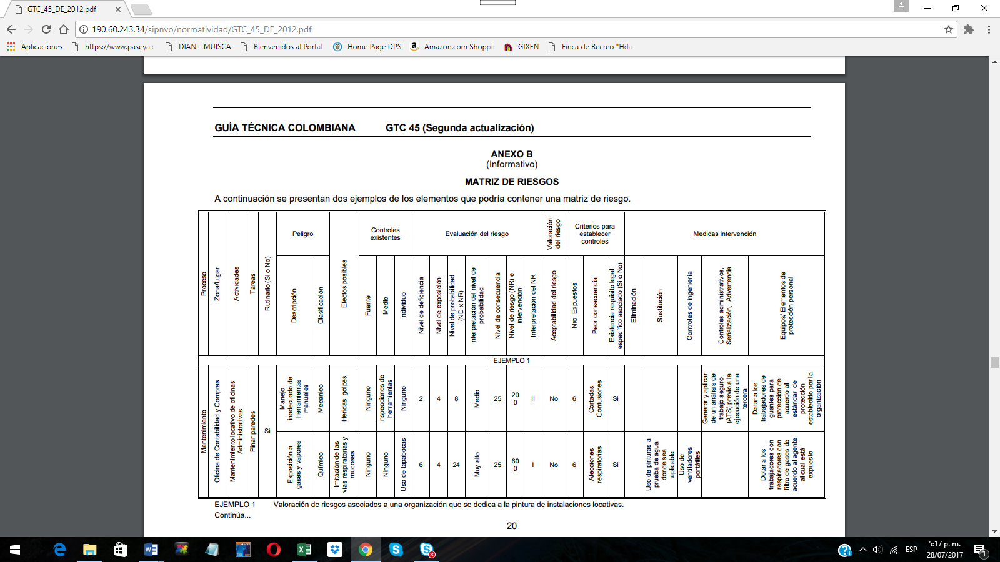 GTC_45_DE_2012.pdf
190.60.243.34/sipnvo/normatividad/GTC_45_DE_2012.pdf
Aplicaciones
https://www.paseya.c
DIAN - MUISCA
Bienvenidos al Portal
Home Page DPS
Amazon.com Shoppi
GIXEN
Finca de Recreo "Hda
GUÍA TÉCNICA COLOMBIANA GTC 45 (Segunda actualización)
ANEXO B
(Informativo)
MATRIZ DE RIESGOS
A continuación se presentan dos ejemplos de los elementos que podría contener una matriz de riesgo.
Proceso
Zona/Lugar
Actividades
Tareas
Rutinario (Si o No)
Peligro
Descripción
Clasificación
Efectos posibles
Controles
existentes
Fuente
Medio
Individuo
Evaluación del riesgo
Nivel de deficiencia
Nivel de exposición
Nivel de probabilidad
(ND x NR)
Interpretación del nivel de
probabilidad
Nivel de consecuencia
Nivel de riesgo (NR) e
intervención
Interpretación del NR
Valoración
del riesgo
Aceptabilidad del riesgo
Criterios para
establecer
controles
Nro. Expuestos
Peor consecuencia
Existencia requisito legal
específico asociado (Si o No)
Medidas intervención
Eliminación
Sustitución
Controles de ingeniería
Controles administrativos,
Señalización, Advertencia
Equipos/ Elementos de
protección personal
EJEMPLO 1
Mantenimiento
Oficina de Contabilidad y Compras
Mantenimiento locativo de oficinas
Administrativas
Pinar paredes
Si
Manejo
inadecuado de
herramientas
manuales
Mecánico
Heridas, golpes
Ninguno
Inspecciones de
herramientas
Ninguno
2
4
8
Medio
25
20
0
II
No
6
Cortadas,
Contusiones
Si
Generar y aplicar
de un análisis de
trabajo seguro
(ATS) previo a la
ejecución de una
tercera
Datar a los
trabajadores de
guantes para
protección de
acuerdo al
estándar de
protección
establecido por la
organización
Exposición a
gases y vapores
Químico
Imitación de las
vías respiratorias y
mucosas
Ninguno
Ninguno
Uso de tapabocas
6
4
24
Muy alto
25
60
0
I
No
6
Afecciones
respiratorias
Si
Uso de pinturas a
prueba de agua
donde sea
aplicable
Uso de
ventiladores
portátiles
Dotar a los
trabajadores con
respiradores con
filtro de gases de
acuerdo al agente
al cual está
expuesto
EJEMPLO 1 Valoración de riesgos asociados a una organización que se dedica a la pintura de instalaciones locativas.
Continúa...
20
ESP
5:17 p. m.
28/07/2017
1